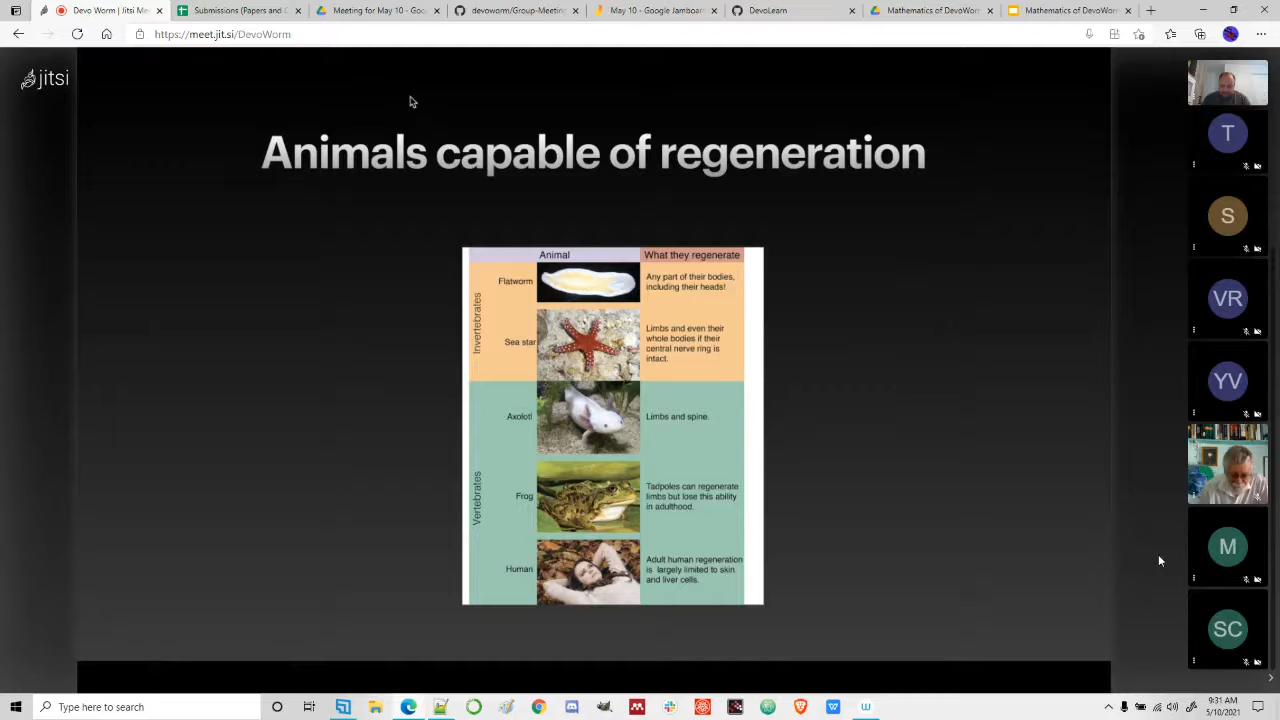 Dev Worm | Jitsi Me
Submissions (Papers and C
Meeting for May 10 - Goo
devoworm/Group-Meetin
May 10 - Google Jamboar
DevoLearn
Mathematics of DevoWor
Mathematics of DevoWor
https://meet.jit.si/DevoWorm
jitsi
Animals capable of regeneration
Animal
What they regenerate
Invertebrates
Flatworm
Any part of their bodies,
including their heads!
Sea star
Limbs and even their
whole bodies if their
central nerve ring is
intact.
Vertebrates
Axolotl
Limbs and spine.
Frog
Tadpoles can regenerate
limbs but lose this ability
in adulthood.
Human
Adult human regeneration
is largely limited to skin
and liver cells.
T
S
VR
YV
M
SC
Type here to search
9:31 AM
5/10/2021